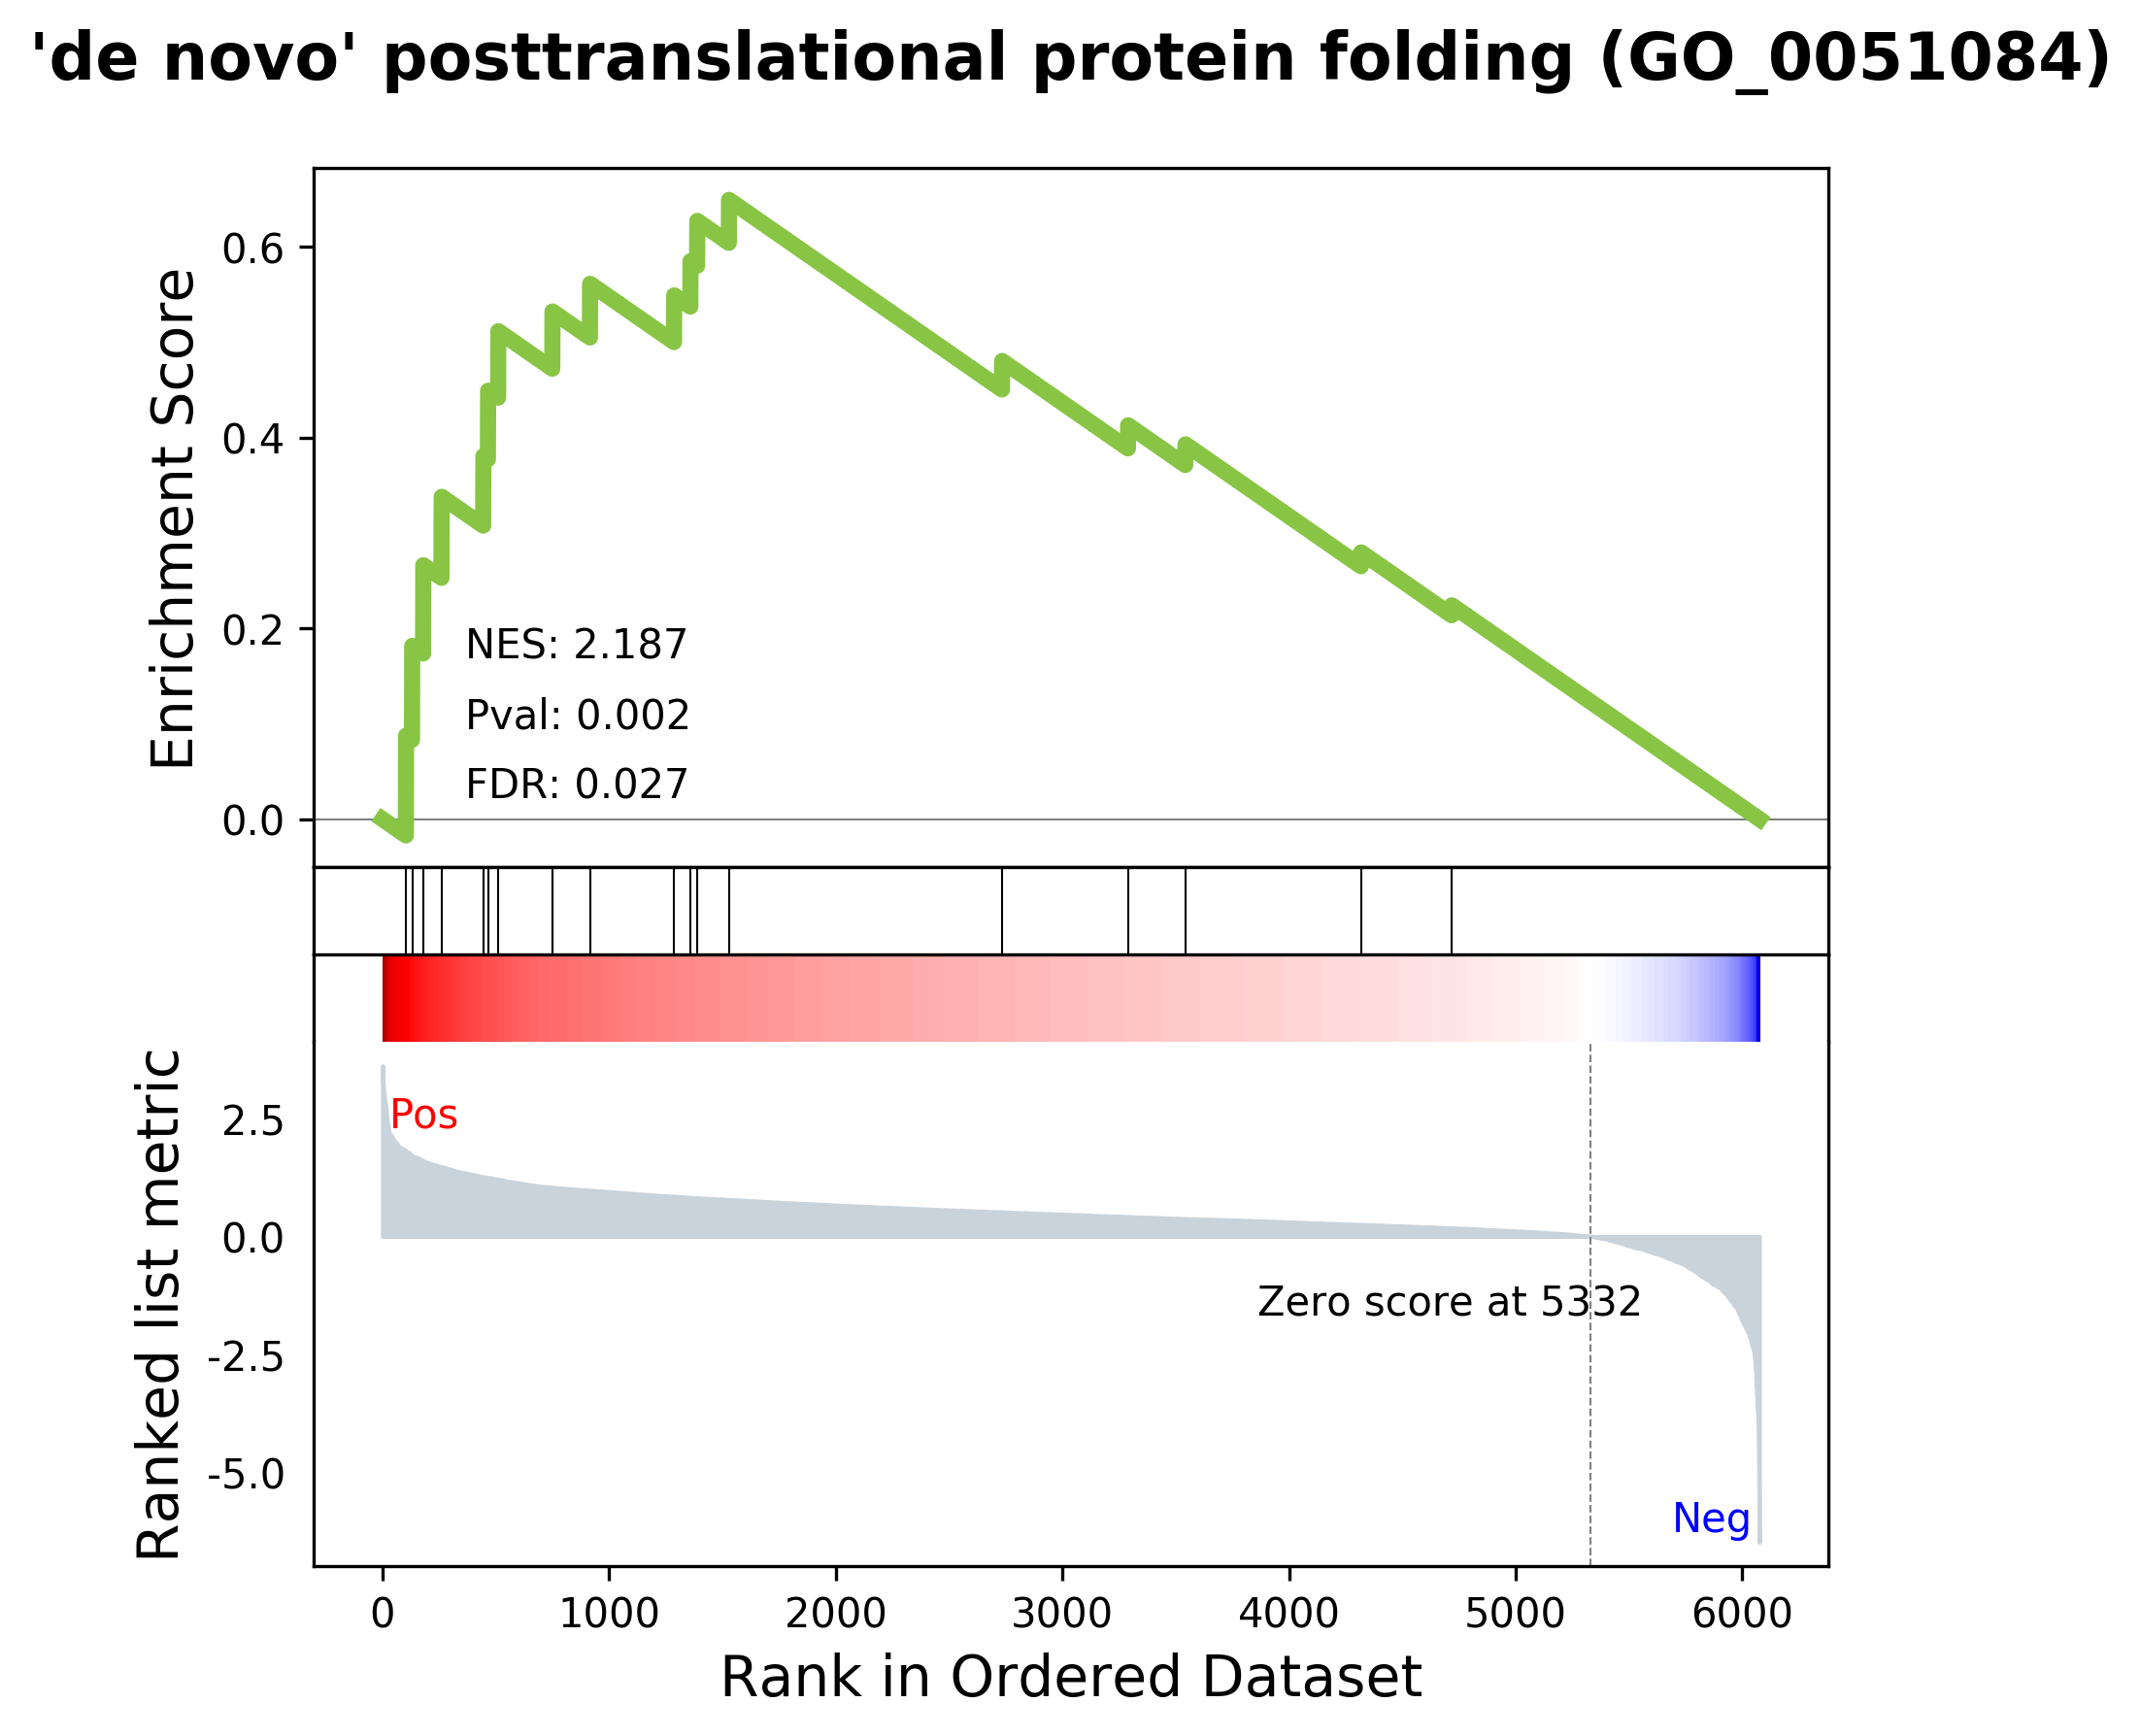 'de novo' posttranslational protein folding (GO_0051084)
Enrichment Score
0.6
0.4
0.2
0.0
NES: 2.187
Pval: 0.002
FDR: 0.027
Ranked list metric
2.5
0.0
-2.5
-5.0
Pos
Zero score at 5332
Neg
0 1000 2000 3000 4000 5000 6000
Rank in Ordered Dataset